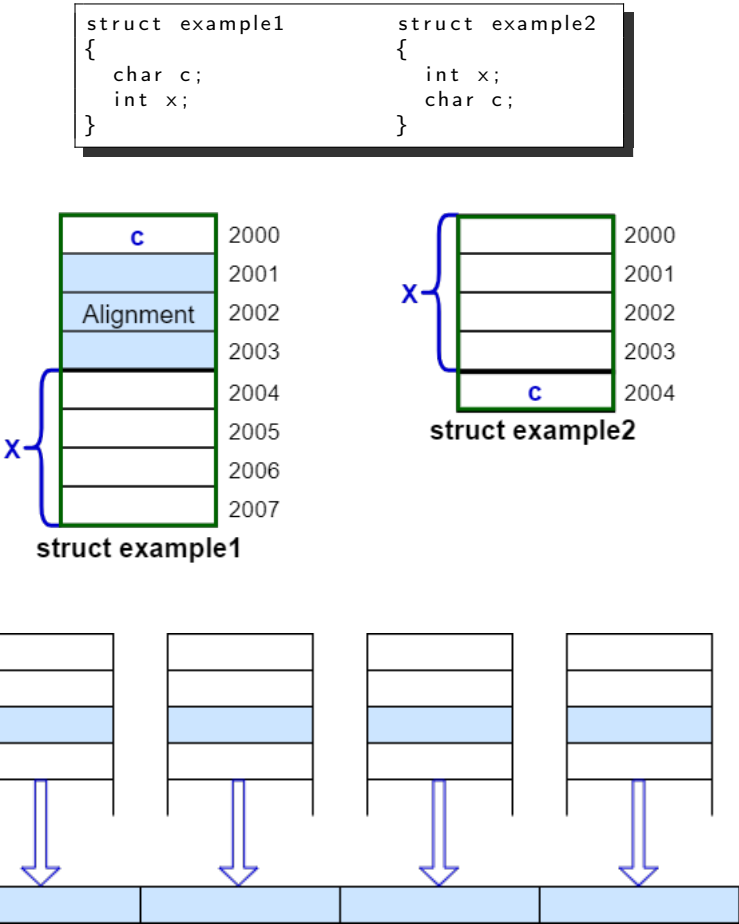 struct example1
{
  char c;
  int x;
}
struct example2
{
  int x;
  char c;
}
c
Alignment
x
2000
2001
2002
2003
2004
2005
2006
2007
struct example1
x
c
2000
2001
2002
2003
2004
struct example2